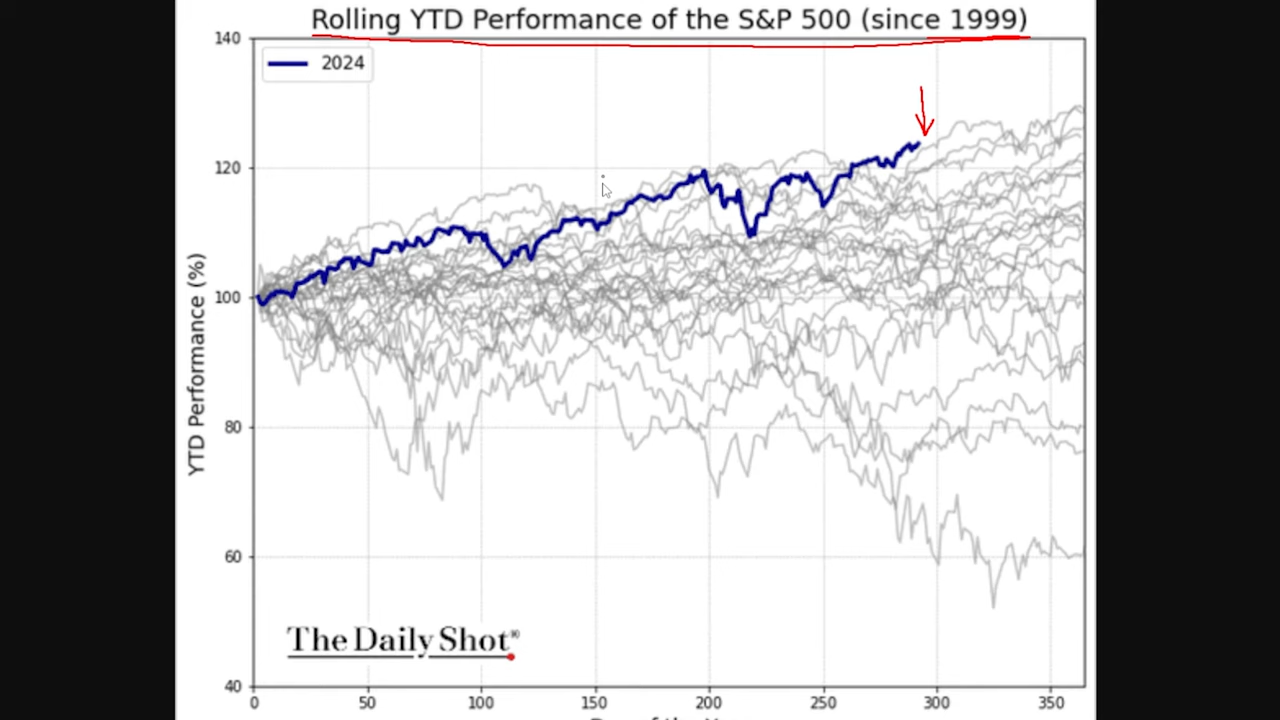 Rolling YTD Performance of the S&P 500 (since 1999)
140
2024
120
100
80
60
40
YTD Performance (%)
The Daily Shot®
0 50 100 150 200 250 300 350